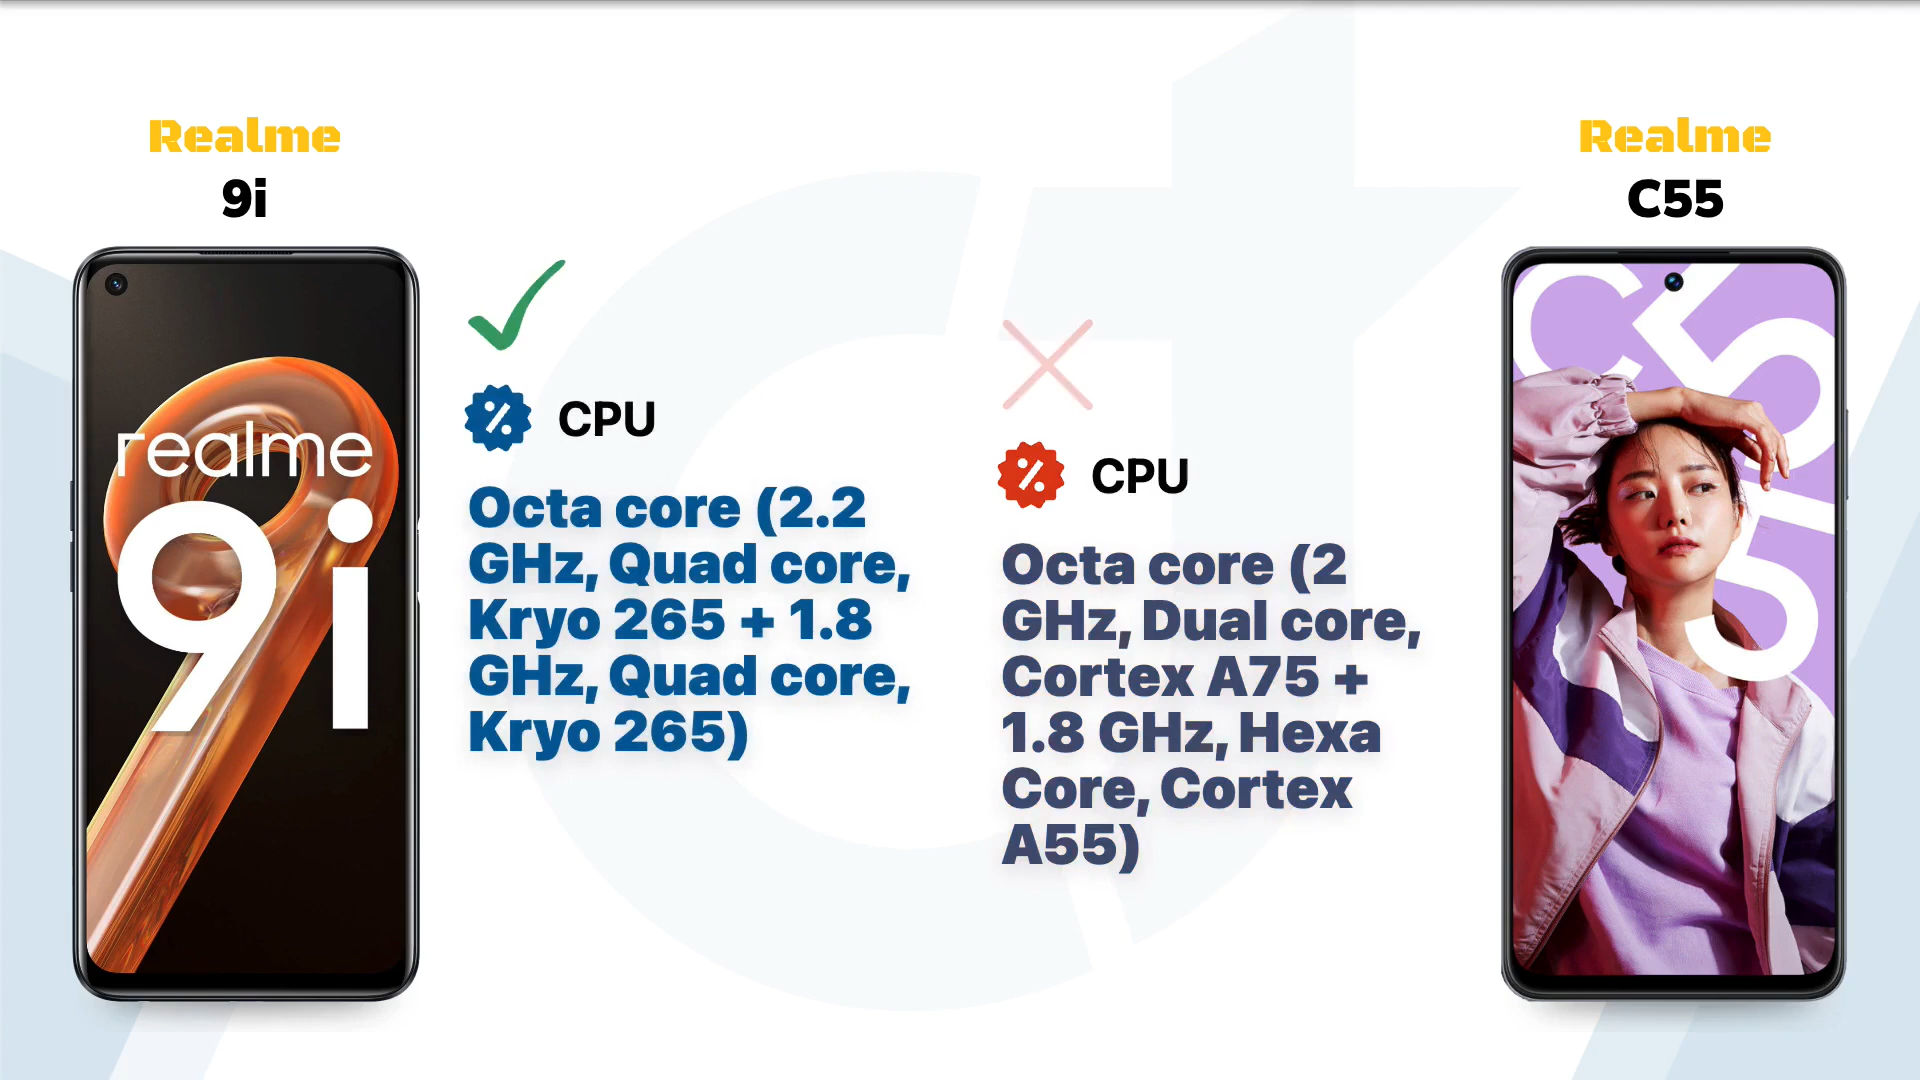 Realme
9i
realme
9i
CPU
Octa core (2.2
GHz, Quad core,
Kryo 265 + 1.8
GHz, Quad core,
Kryo 265)
CPU
Octa core (2
GHz, Dual core,
Cortex A75 +
1.8 GHz, Hexa
Core, Cortex
A55)
Realme
C55
C55